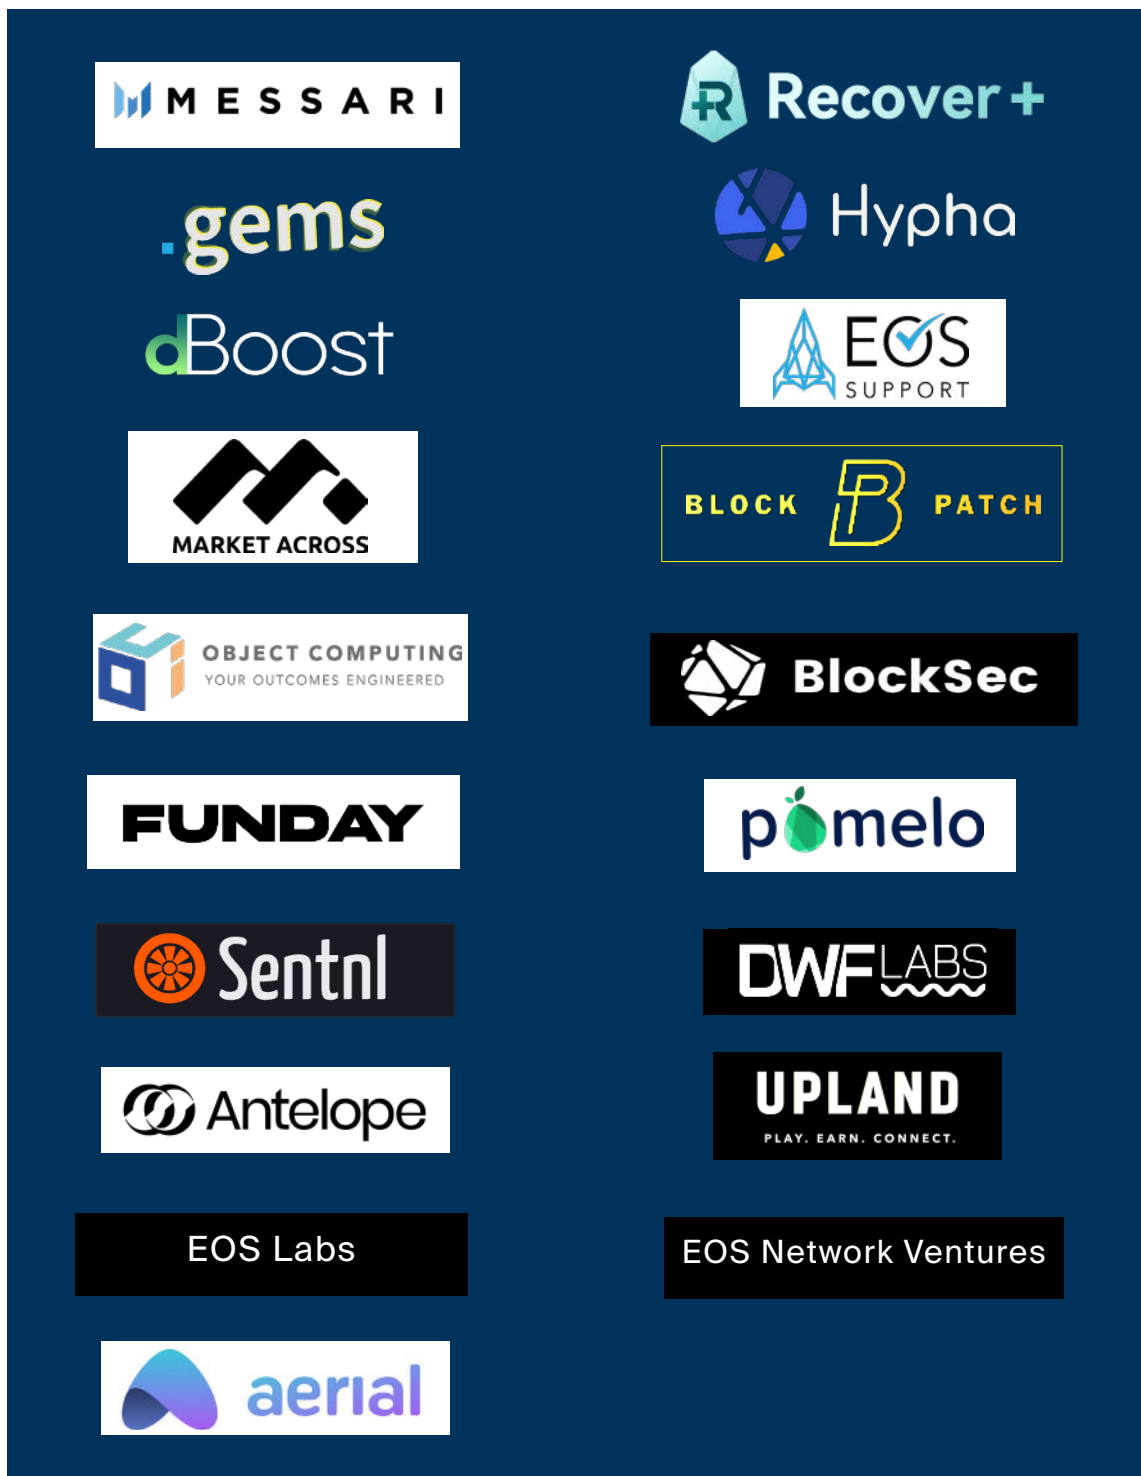 MESSARI
Recover+
.gems
Hypha
dBoost
EOS
SUPPORT
MARKET ACROSS
BLOCK B PATCH
OBJECT COMPUTING
YOUR OUTCOMES ENGINEERED
BlockSec
FUNDAY
pomelo
Sentnl
DWF LABS
Antelope
UPLAND
PLAY. EARN. CONNECT.
EOS Labs
EOS Network Ventures
aerial